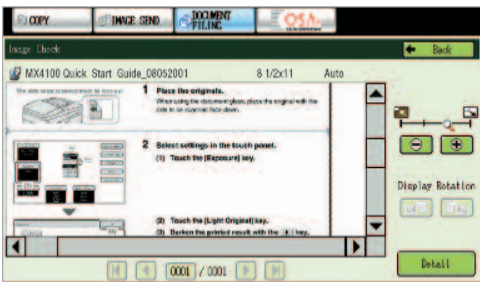 COPY
IMAGE SEND
DOCUMENT
FILING
OSA
Image Check
Back
MX4100 Quick Start Guide_08052001 8 1/2x11 Auto
1 Place the originals.
When using the document glass, place the original with the
side to be scanned face down.
2 Select settings in the touch panel.
(1) Touch the [Exposure] key.
Display Rotation
(2) Touch the [Light Original] key.
(3) Darken the printed result with the [+] key.
0001 / 0001
Detail